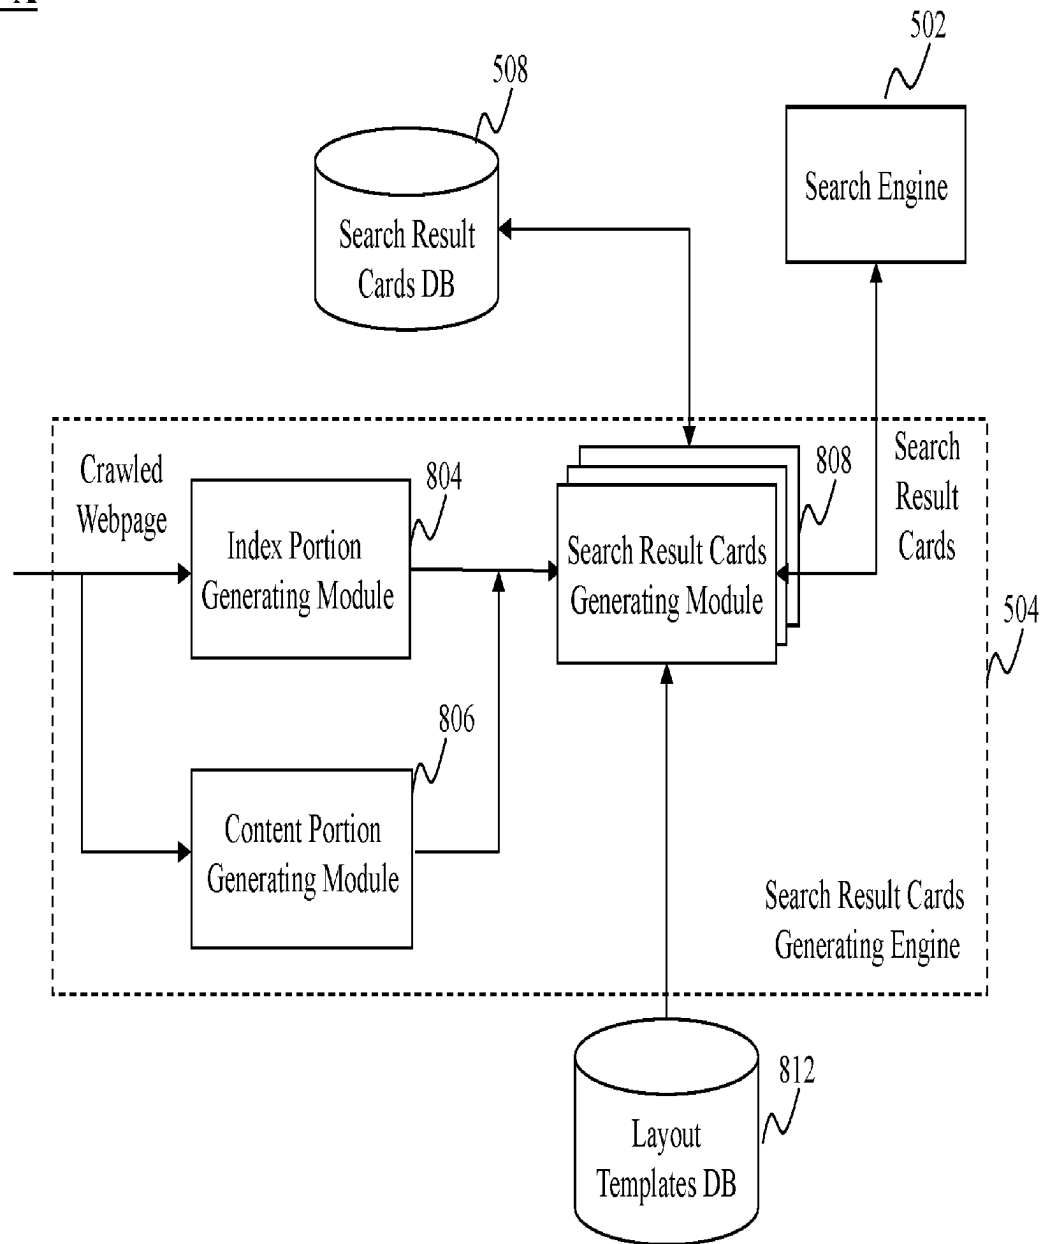 502
508
Search Engine
Search Result
Cards DB
Crawled
Webpage
804
808
Search
Result
Cards
Index Portion
Generating Module
Search Result Cards
Generating Module
504
806
Content Portion
Generating Module
Search Result Cards
Generating Engine
812
Layout
Templates DB